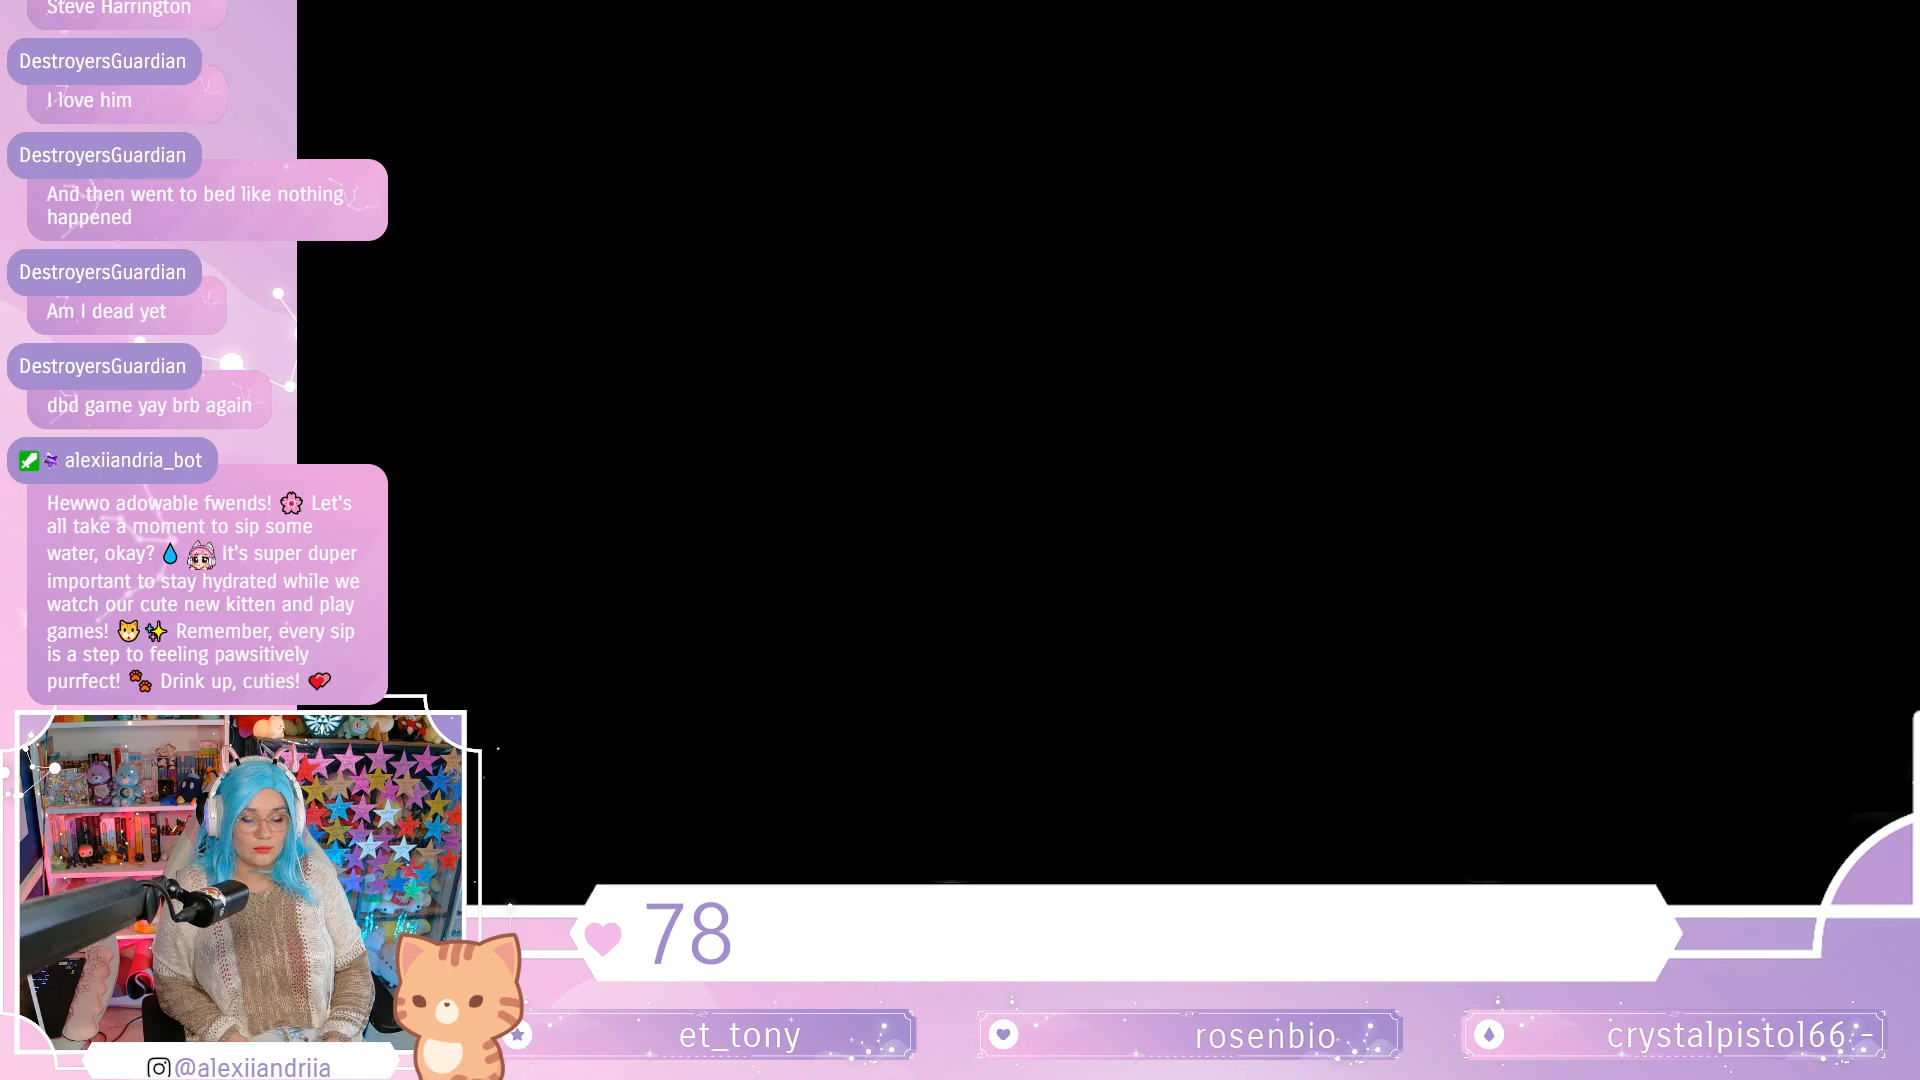 Steve Harrington
DestroyersGuardian
I love him
DestroyersGuardian
And then went to bed like nothing
happened
DestroyersGuardian
Am I dead yet
DestroyersGuardian
dbd game yay brb again
alexiiandria_bot
Hewwo adowable fwends! 🌸 Let's
all take a moment to sip some
water, okay? 💧 It's super duper
important to stay hydrated while we
watch our cute new kitten and play
games! 🐱✨ Remember, every sip
is a step to feeling pawsitively
purrfect! 🐾 Drink up, cuties! 💕
78
et_tony
rosenbio
crystalpistol66 -
@alexiiandriia